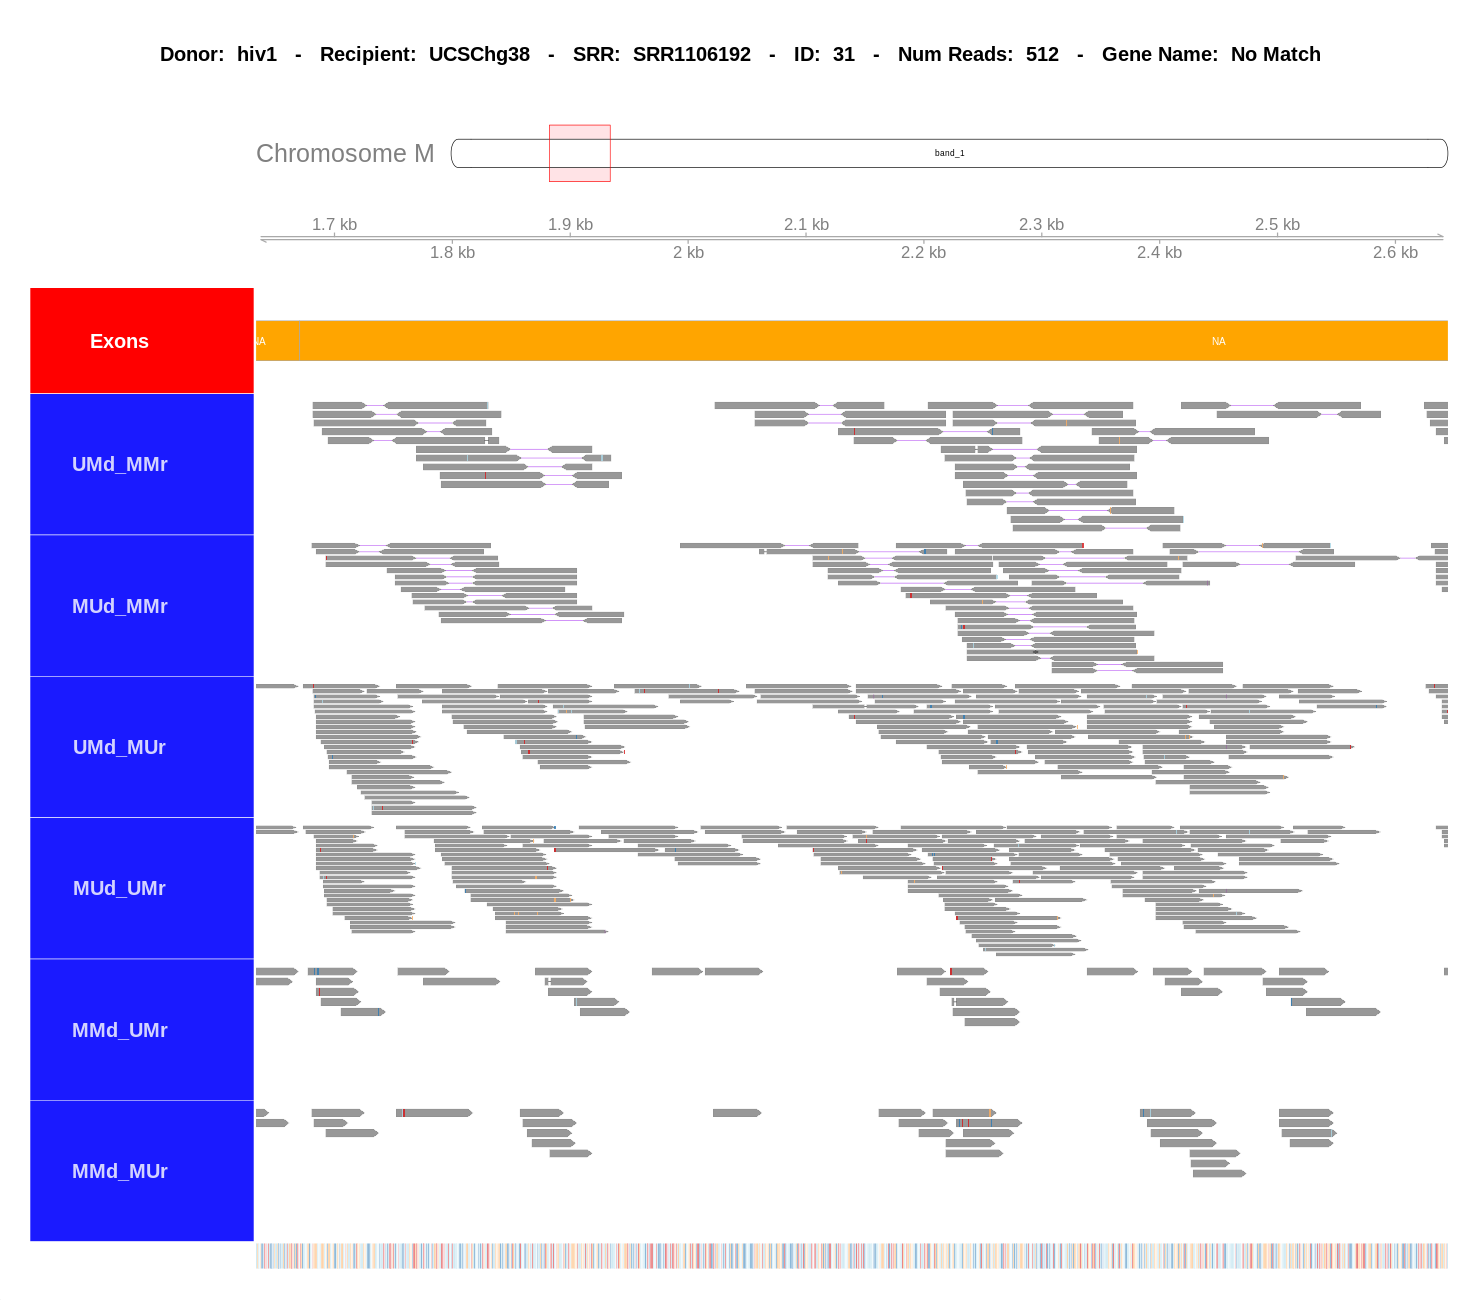 Donor: hiv1 - Recipient: UCSChg38 - SRR: SRR1106192 - ID: 31 - Num Reads: 512 - Gene Name: No Match
Chromosome M
band_1
1.7 kb 1.9 kb 2.1 kb 2.3 kb 2.5 kb
1.8 kb 2 kb 2.2 kb 2.4 kb 2.6 kb
Exons NA NA
UMd_MMr
MUd_MMr
UMd_MUr
MUd_UMr
MMd_UMr
MMd_MUr